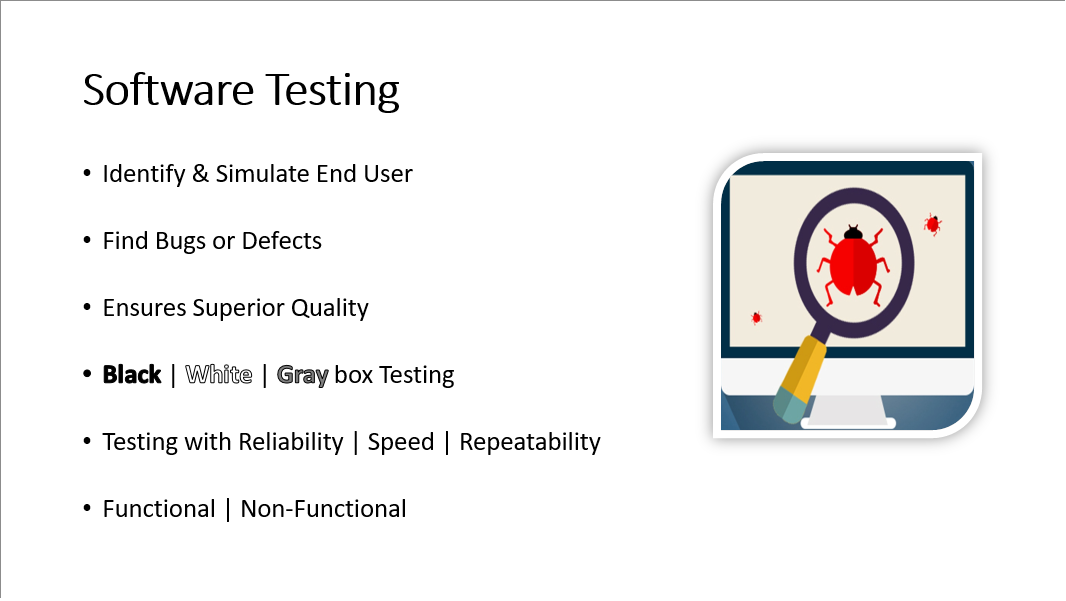 Software Testing
• Identify & Simulate End User
• Find Bugs or Defects
• Ensures Superior Quality
• Black | White | Gray box Testing
• Testing with Reliability | Speed | Repeatability
• Functional | Non-Functional